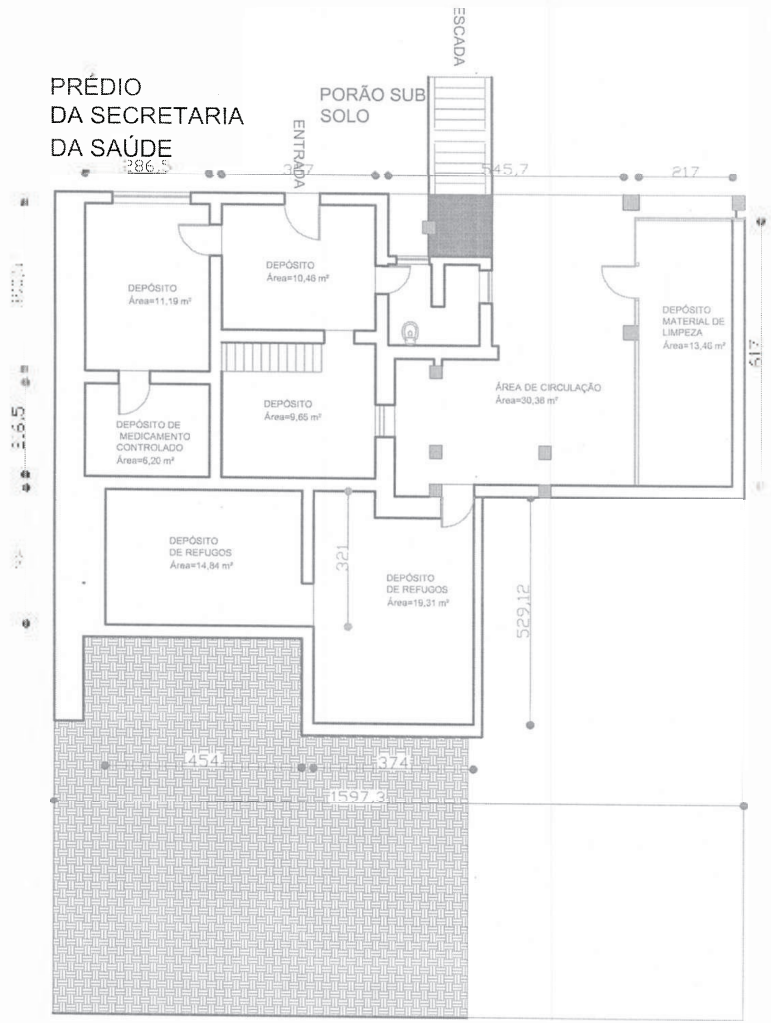 ESCADA
PRÉDIO
DA SECRETARIA
DA SAÚDE
PORÃO SUB
SOLO
ENTRADA
286,5
545,7
217
DEPÓSITO
Área=11,19 m²
DEPÓSITO
Área=10,46 m²
DEPÓSITO
MATERIAL DE
LIMPEZA
Área=13,46 m²
617
DEPÓSITO
Área=9,65 m²
ÁREA DE CIRCULAÇÃO
Área=30,36 m²
DEPÓSITO DE
MEDICAMENTO
CONTROLADO
Área=6,20 m²
DEPÓSITO
DE REFUGOS
Área=14,84 m²
321
DEPÓSITO
DE REFUGOS
Área=19,31 m²
529,12
454
374
1597,3